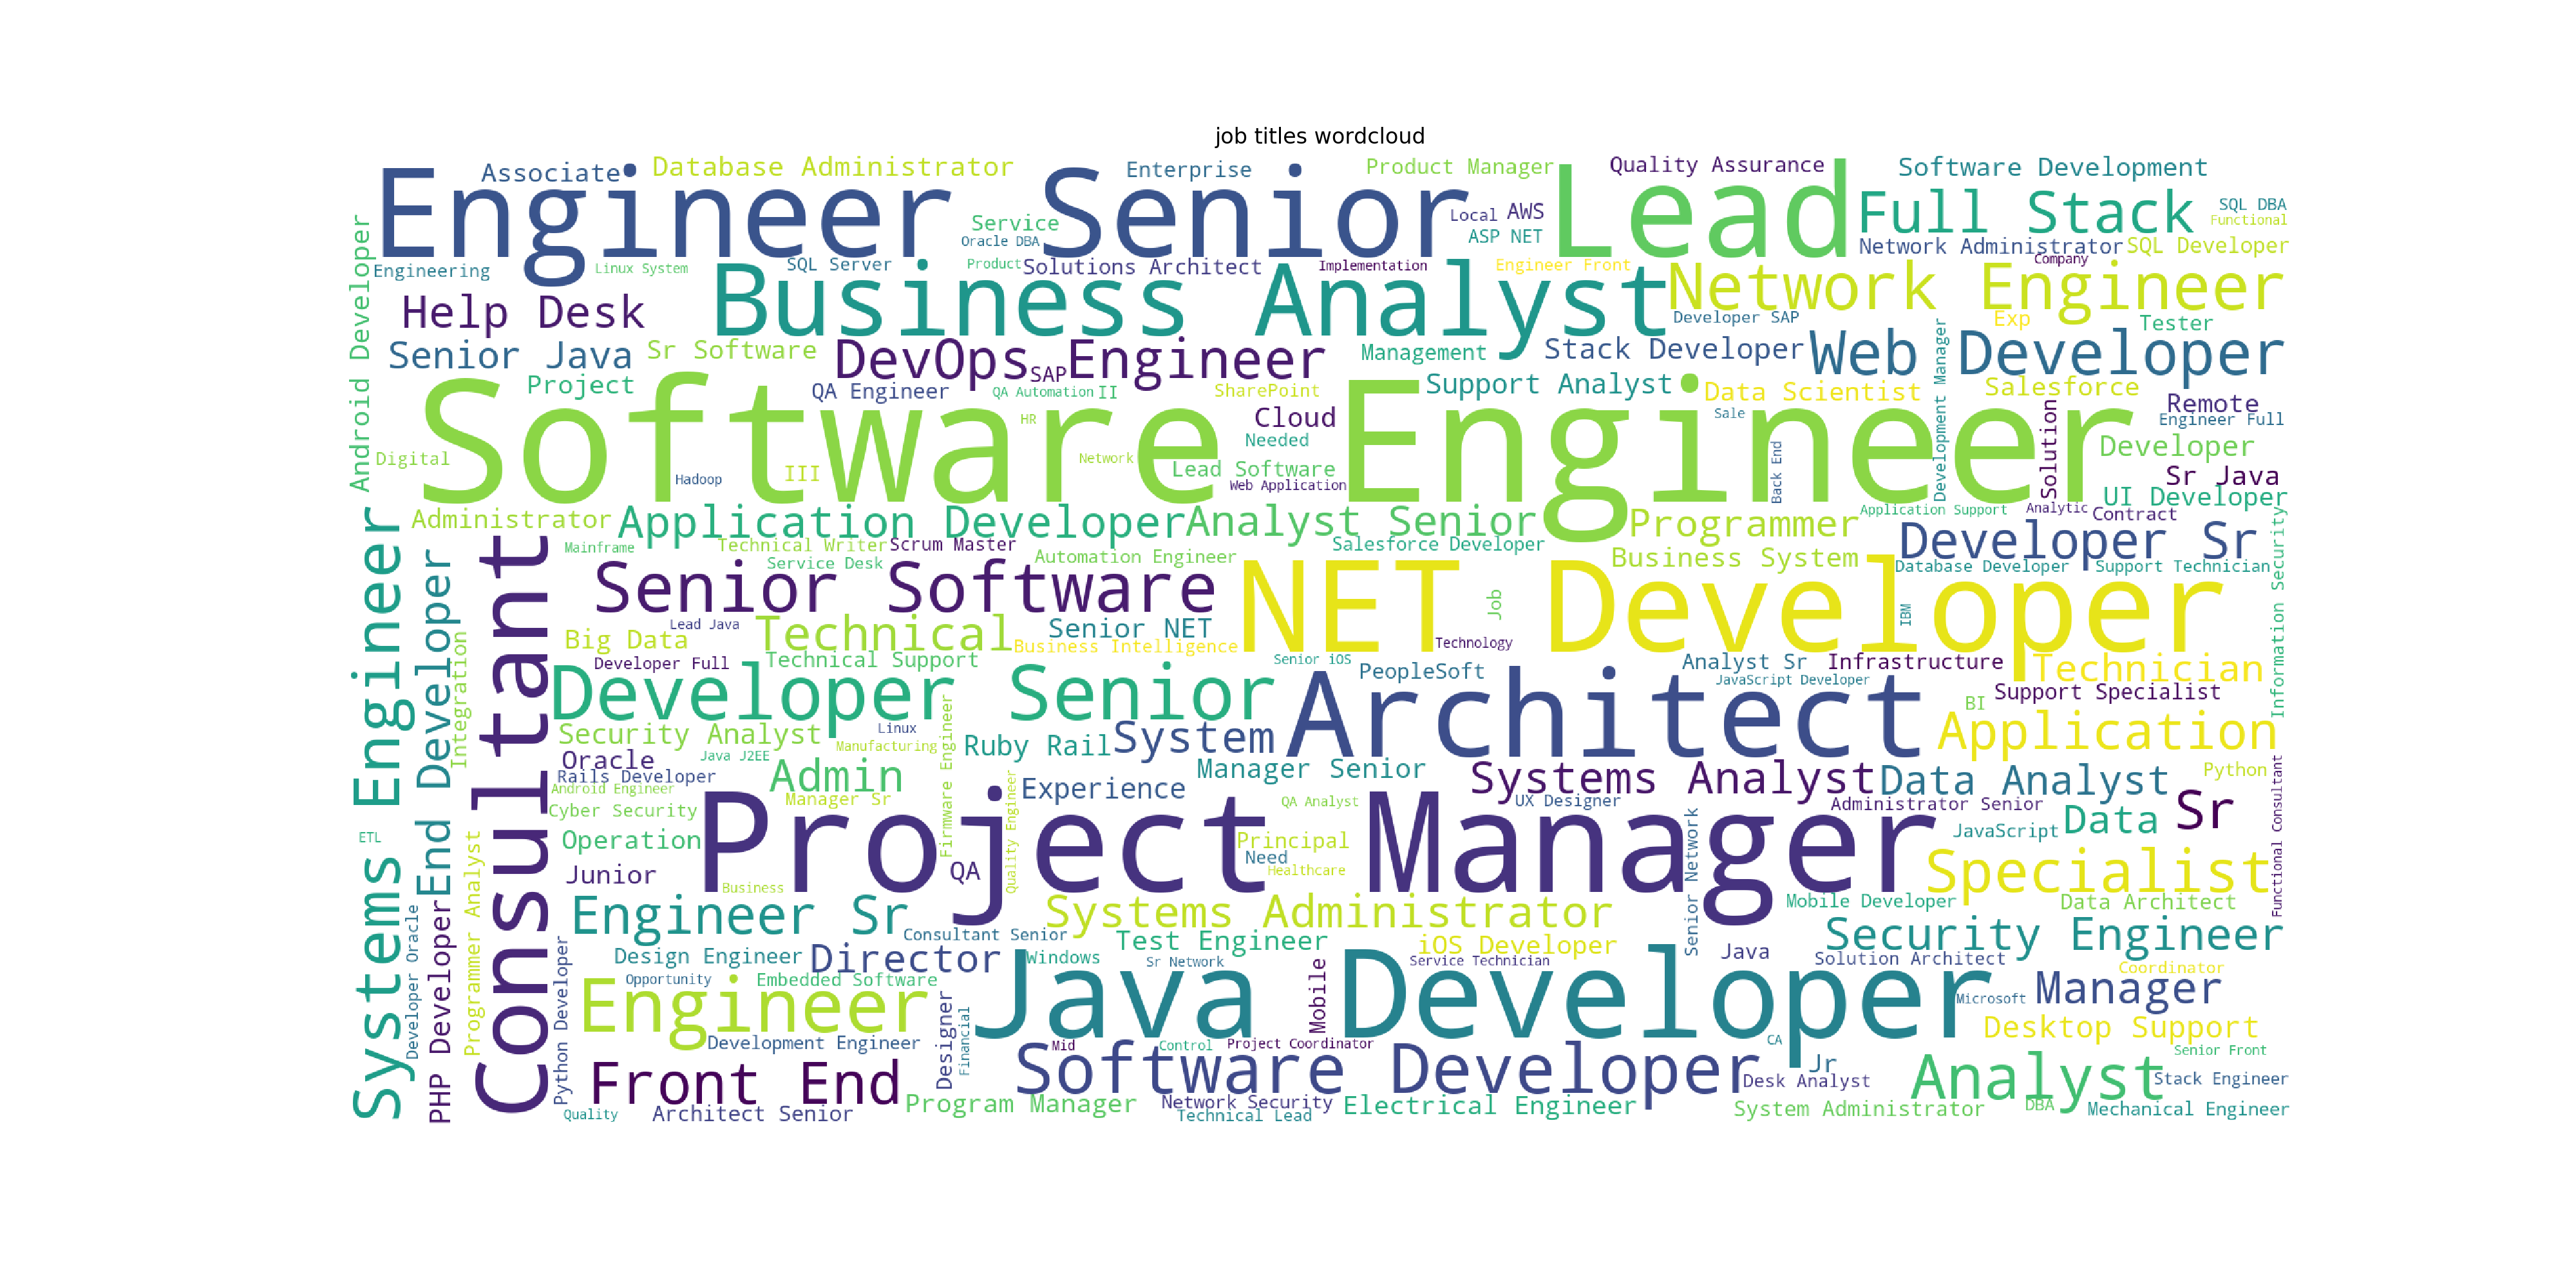 job titles wordcloud
Associate
Database Administrator
Enterprise
Product Manager
Quality Assurance
Software Development
Engineer Senior
Lead
Full Stack
SQL DBA
Functional
Service
Local
AWS
Oracle DBA
ASP NET
Network Administrator
SQL Developer
Android Developer
Engineering
Linux System
SQL Server
Product
Solutions Architect
Implementation
Engineer Front
Company
Business Analyst
Network Engineer
Help Desk
Developer SAP
Exp
Tester
Senior Java
Sr Software
DevOps Engineer
Management
Stack Developer
Web Developer
Development Manager
Project
QA Engineer
SAP
QA Automation
II
SharePoint
Support Analyst
Data Scientist
Salesforce
Remote
Engineer Full
Software Engineer
HR
Cloud
Needed
Sale
Solution
Developer
Digital
Hadoop
III
Network
Lead Software
Web Application
Back End
Sr Java
UI Developer
Administrator
Application Developer
Analyst Senior
Programmer
Application Support
Analytic
Contract
Developer Sr
Systems Engineer
End Developer
Consultant
Mainframe
Technical Writer
Scrum Master
Automation Engineer
Salesforce Developer
Business System
Service Desk
Database Developer
Support Technician
Information Security
Senior Software
NET Developer
Job
IBM
Lead Java
Big Data
Technical
Senior NET
Business Intelligence
Technology
Integration
Developer Full
Technical Support
Senior iOS
PeopleSoft
Analyst Sr
Infrastructure
Technician
JavaScript Developer
Support Specialist
BI
Developer Senior
Architect
Application
Security Analyst
Linux
Manufacturing
Java J2EE
Firmware Engineer
Ruby Rail
System
Oracle
Rails Developer
Android Engineer
Admin
Manager Senior
Systems Analyst
Data Analyst
Python
Functional Consultant
Cyber Security
Manager Sr
Experience
QA Analyst
UX Designer
Administrator Senior
Data
Sr
JavaScript
ETL
Operation
Project Manager
Quality Engineer
Principal
Need
Healthcare
Senior Network
Specialist
Junior
Business
QA
Programmer Analyst
PHP Developer
Developer Oracle
Engineer Sr
Systems Administrator
Mobile Developer
Data Architect
Consultant Senior
Test Engineer
iOS Developer
Security Engineer
Design Engineer
Director
Windows
Sr Network
Service Technician
Java
Solution Architect
Coordinator
Python Developer
Opportunity
Embedded Software
Engineer
Java Developer
Mobile
Microsoft
Manager
Desktop Support
Designer
Financial
Development Engineer
Mid
Control
Project Coordinator
CA
Senior Front
Front End
Software Developer
Jr
Desk Analyst
Analyst
Stack Engineer
Quality
Architect Senior
Program Manager
Network Security
Technical Lead
Electrical Engineer
System Administrator
DBA
Mechanical Engineer